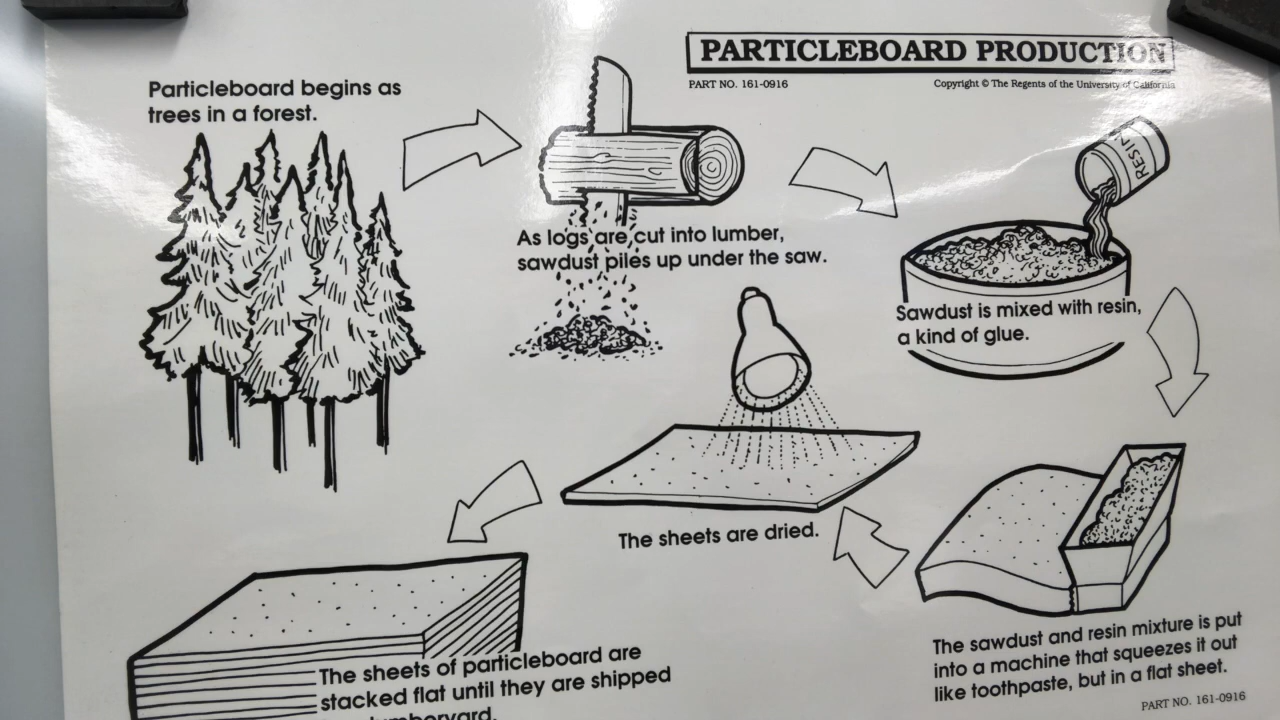 PARTICLEBOARD PRODUCTION
PART NO. 161-0916
Copyright © The Regents of the University of California
Particleboard begins as
trees in a forest.
As logs are cut into lumber,
sawdust piles up under the saw.
RESIN
Sawdust is mixed with resin,
a kind of glue.
The sawdust and resin mixture is put
into a machine that squeezes it out
like toothpaste, but in a flat sheet.
The sheets are dried.
The sheets of particleboard are
stacked flat until they are shipped
lumberyard.
PART NO. 161-0916